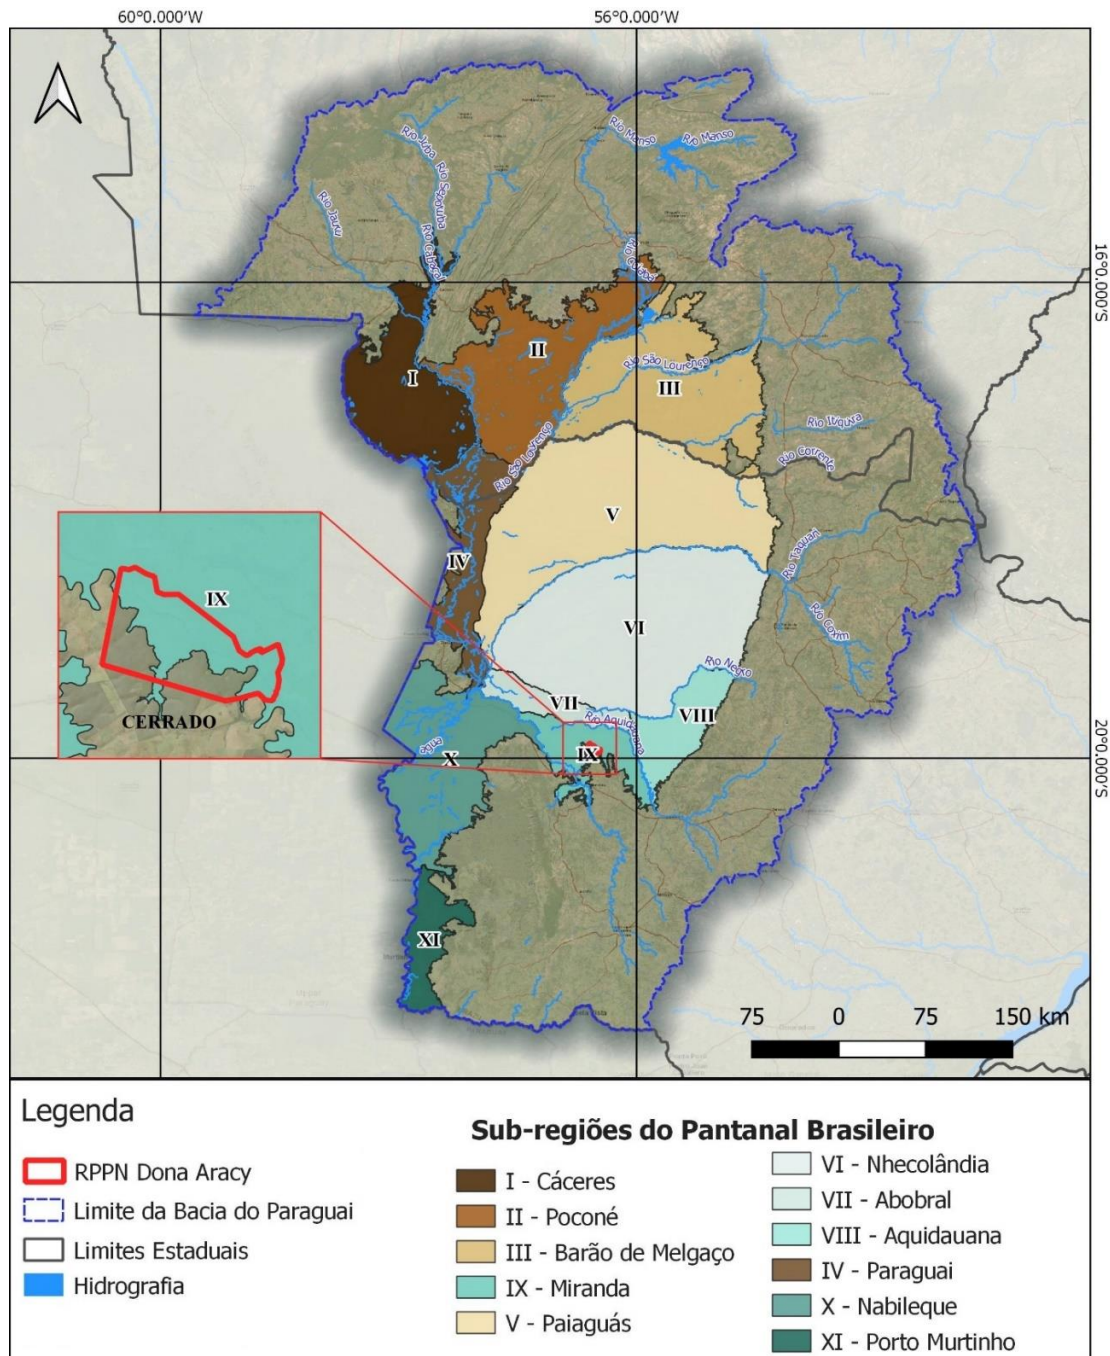 60°0.000'W
56°0.000'W
Rio Manso
Rio Manso
Rio Juba
Rio Sepotuba
Rio Jauru
Rio Cabaçal
Rio Cuiabá
16°0.000'S
II
I
Rio São Lourenço
III
Rio Itiquira
Rio São Lourenço
Rio Corrente
V
IV
Rio Taquari
IX
VI
Rio Coxim
Rio Negro
CERRADO
VII
VIII
Rio Aquidauana
água
X
IX
20°0.000'S
XI
75 0 75 150 km
Legenda
RPPN Dona Aracy
Limite da Bacia do Paraguai
Limites Estaduais
Hidrografia
Sub-regiões do Pantanal Brasileiro
I - Cáceres
II - Poconé
III - Barão de Melgaço
IX - Miranda
V - Paiaguás
VI - Nhecolândia
VII - Abobral
VIII - Aquidauana
IV - Paraguai
X - Nabileque
XI - Porto Murtinho